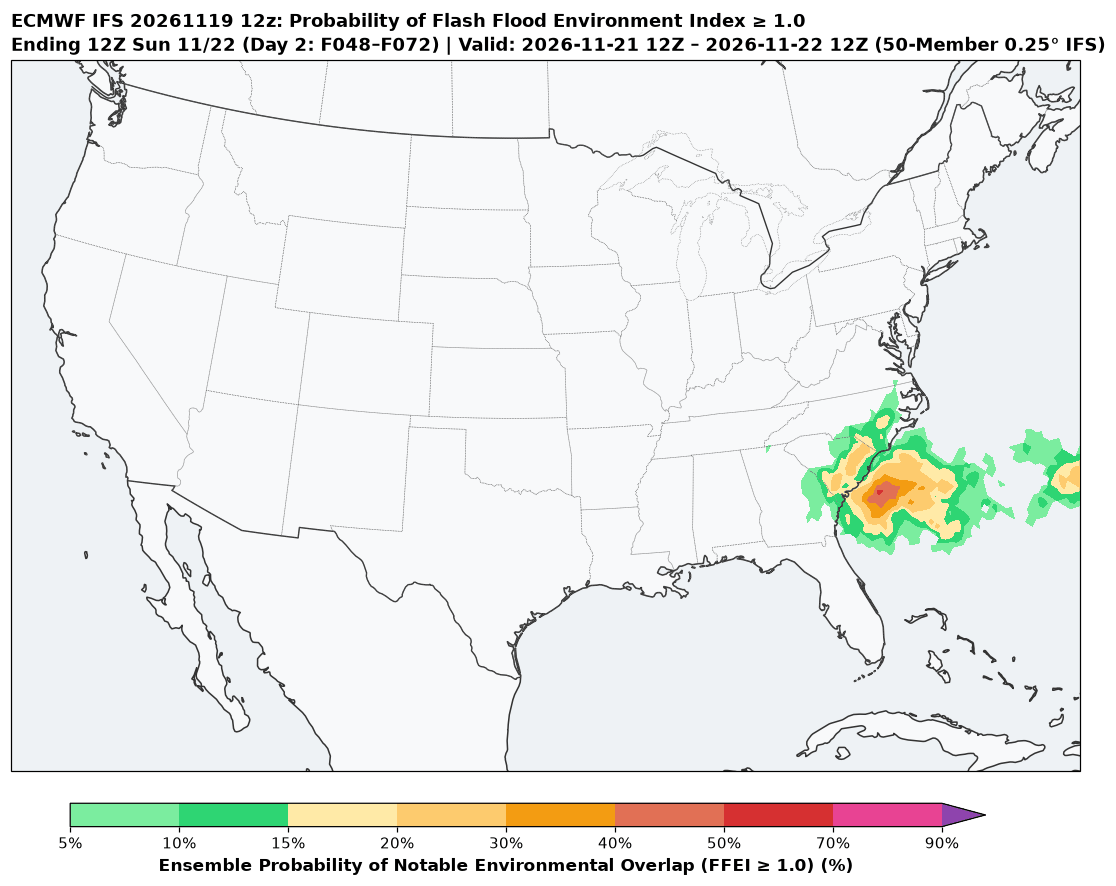 ECMWF IFS 20261119 12z: Probability of Flash Flood Environment Index ≥ 1.0
Ending 12Z Sun 11/22 (Day 2: F048–F072) | Valid: 2026-11-21 12Z – 2026-11-22 12Z (50-Member 0.25° IFS)
5% 10% 15% 20% 30% 40% 50% 70% 90%
Ensemble Probability of Notable Environmental Overlap (FFEI ≥ 1.0) (%)